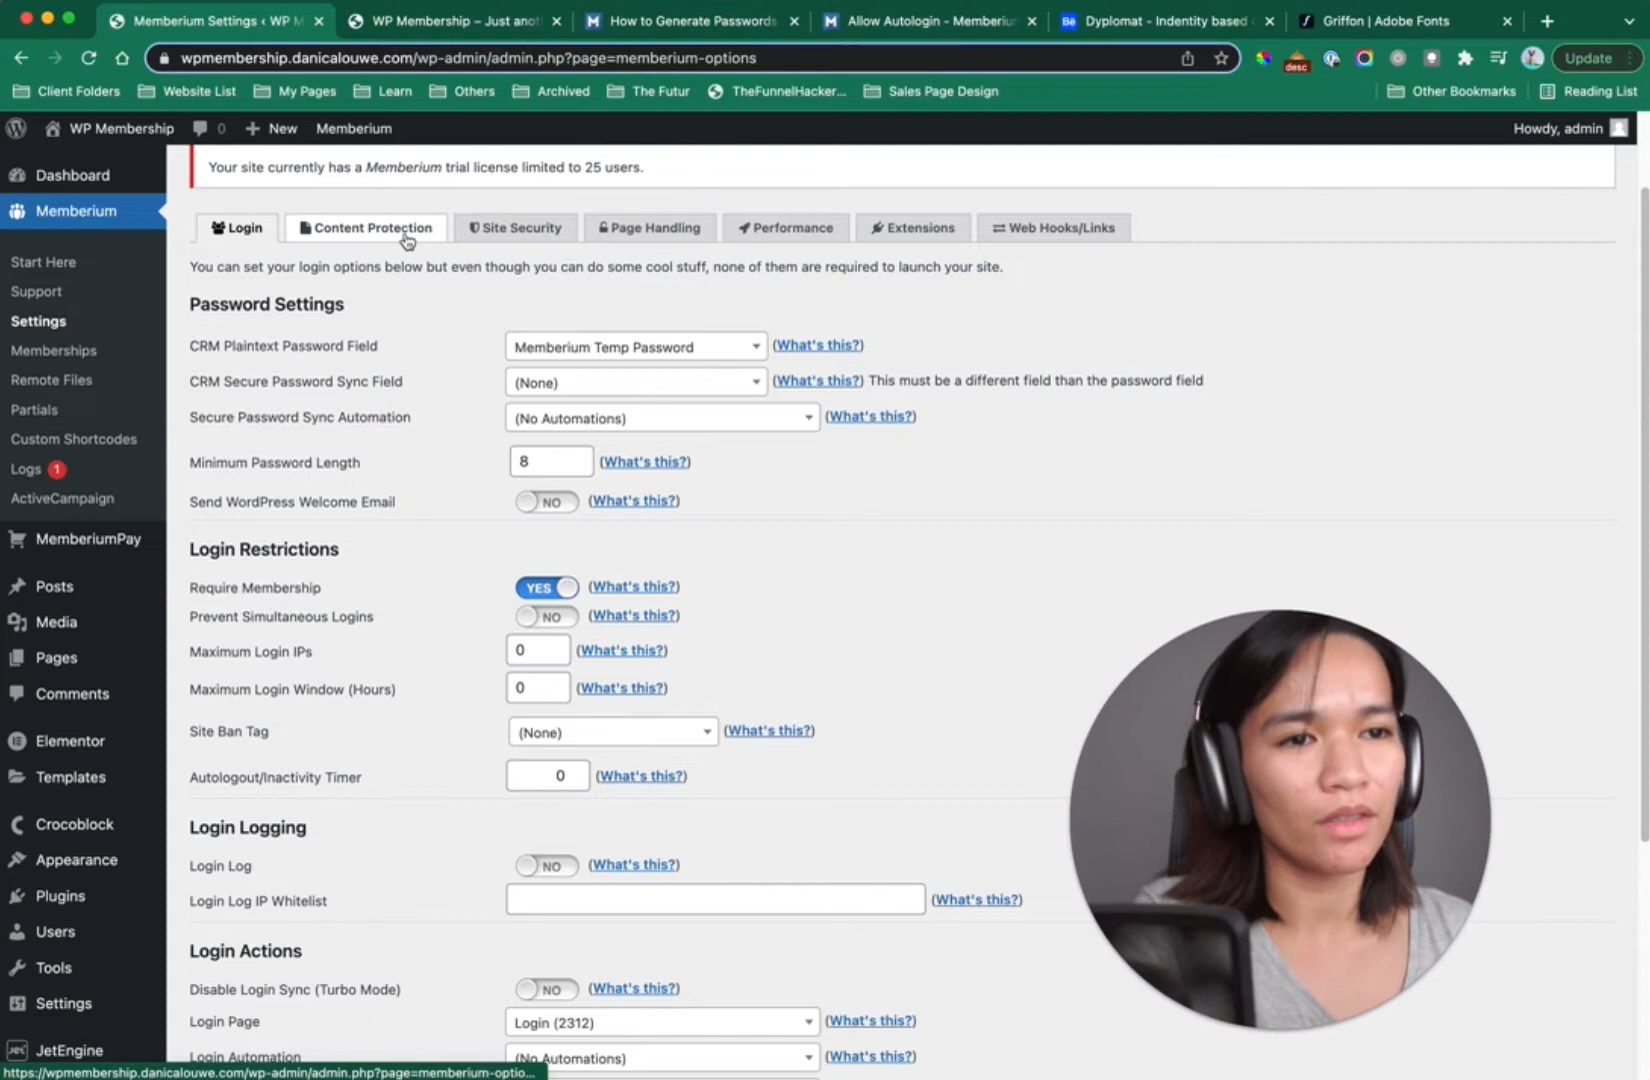 Memberium Settings ‹ WP M
WP Membership – Just anot
How to Generate Passwords
Allow Autologin - Memberium
Dyplomat - Indentity based
Griffon | Adobe Fonts
wpmembership.danicalouwe.com/wp-admin/admin.php?page=memberium-options
desc
Update
Client Folders
Website List
My Pages
Learn
Others
Archived
The Futur
TheFunnelHacker...
Sales Page Design
Other Bookmarks
Reading List
WP Membership
0
New
Memberium
Howdy, admin
Dashboard
Memberium
Start Here
Support
Settings
Memberships
Remote Files
Partials
Custom Shortcodes
Logs 1
ActiveCampaign
MemberiumPay
Posts
Media
Pages
Comments
Elementor
Templates
Crocoblock
Appearance
Plugins
Users
Tools
Settings
JetEngine
Your site currently has a Memberium trial license limited to 25 users.
Login
Content Protection
Site Security
Page Handling
Performance
Extensions
Web Hooks/Links
You can set your login options below but even though you can do some cool stuff, none of them are required to launch your site.
Password Settings
CRM Plaintext Password Field Memberium Temp Password (What's this?)
CRM Secure Password Sync Field (None) (What's this?) This must be a different field than the password field
Secure Password Sync Automation (No Automations) (What's this?)
Minimum Password Length 8 (What's this?)
Send WordPress Welcome Email NO (What's this?)
Login Restrictions
Require Membership YES (What's this?)
Prevent Simultaneous Logins NO (What's this?)
Maximum Login IPs 0 (What's this?)
Maximum Login Window (Hours) 0 (What's this?)
Site Ban Tag (None) (What's this?)
Autologout/Inactivity Timer 0 (What's this?)
Login Logging
Login Log NO (What's this?)
Login Log IP Whitelist (What's this?)
Login Actions
Disable Login Sync (Turbo Mode) NO (What's this?)
Login Page Login (2312) (What's this?)
Login Automation (No Automations) (What's this?)
https://wpmembership.danicalouwe.com/wp-admin/admin.php?page=memberium-optio...